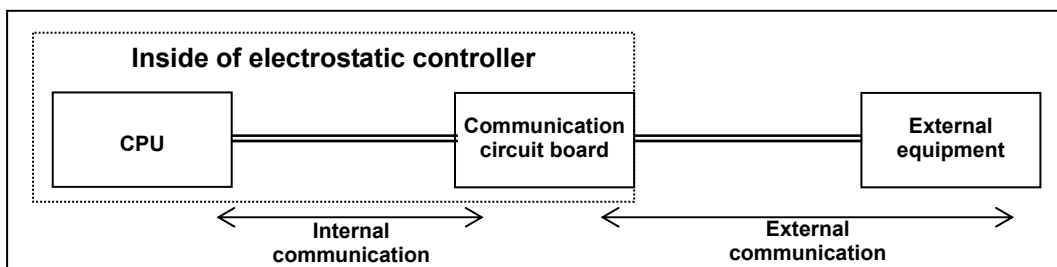 Inside of electrostatic controller
CPU
Communication
circuit board
External
equipment
Internal
communication
External
communication